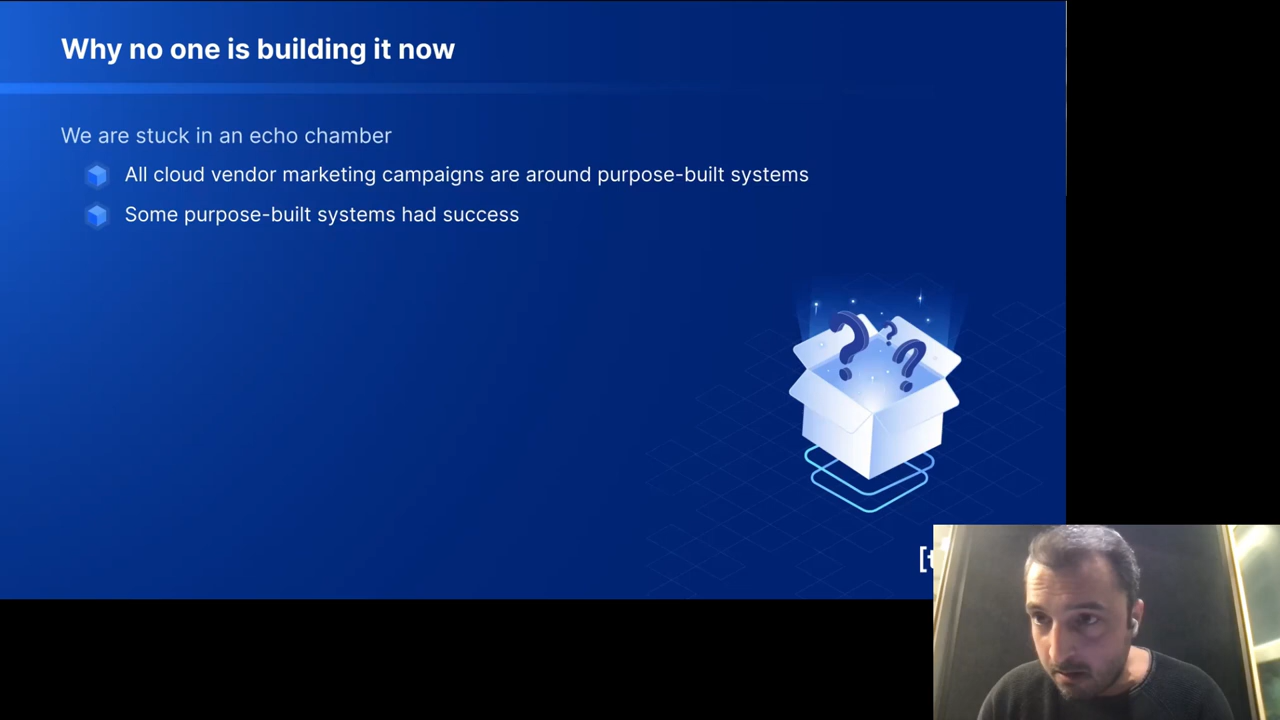 Why no one is building it now
We are stuck in an echo chamber
All cloud vendor marketing campaigns are around purpose-built systems
Some purpose-built systems had success
? ? ?
[t